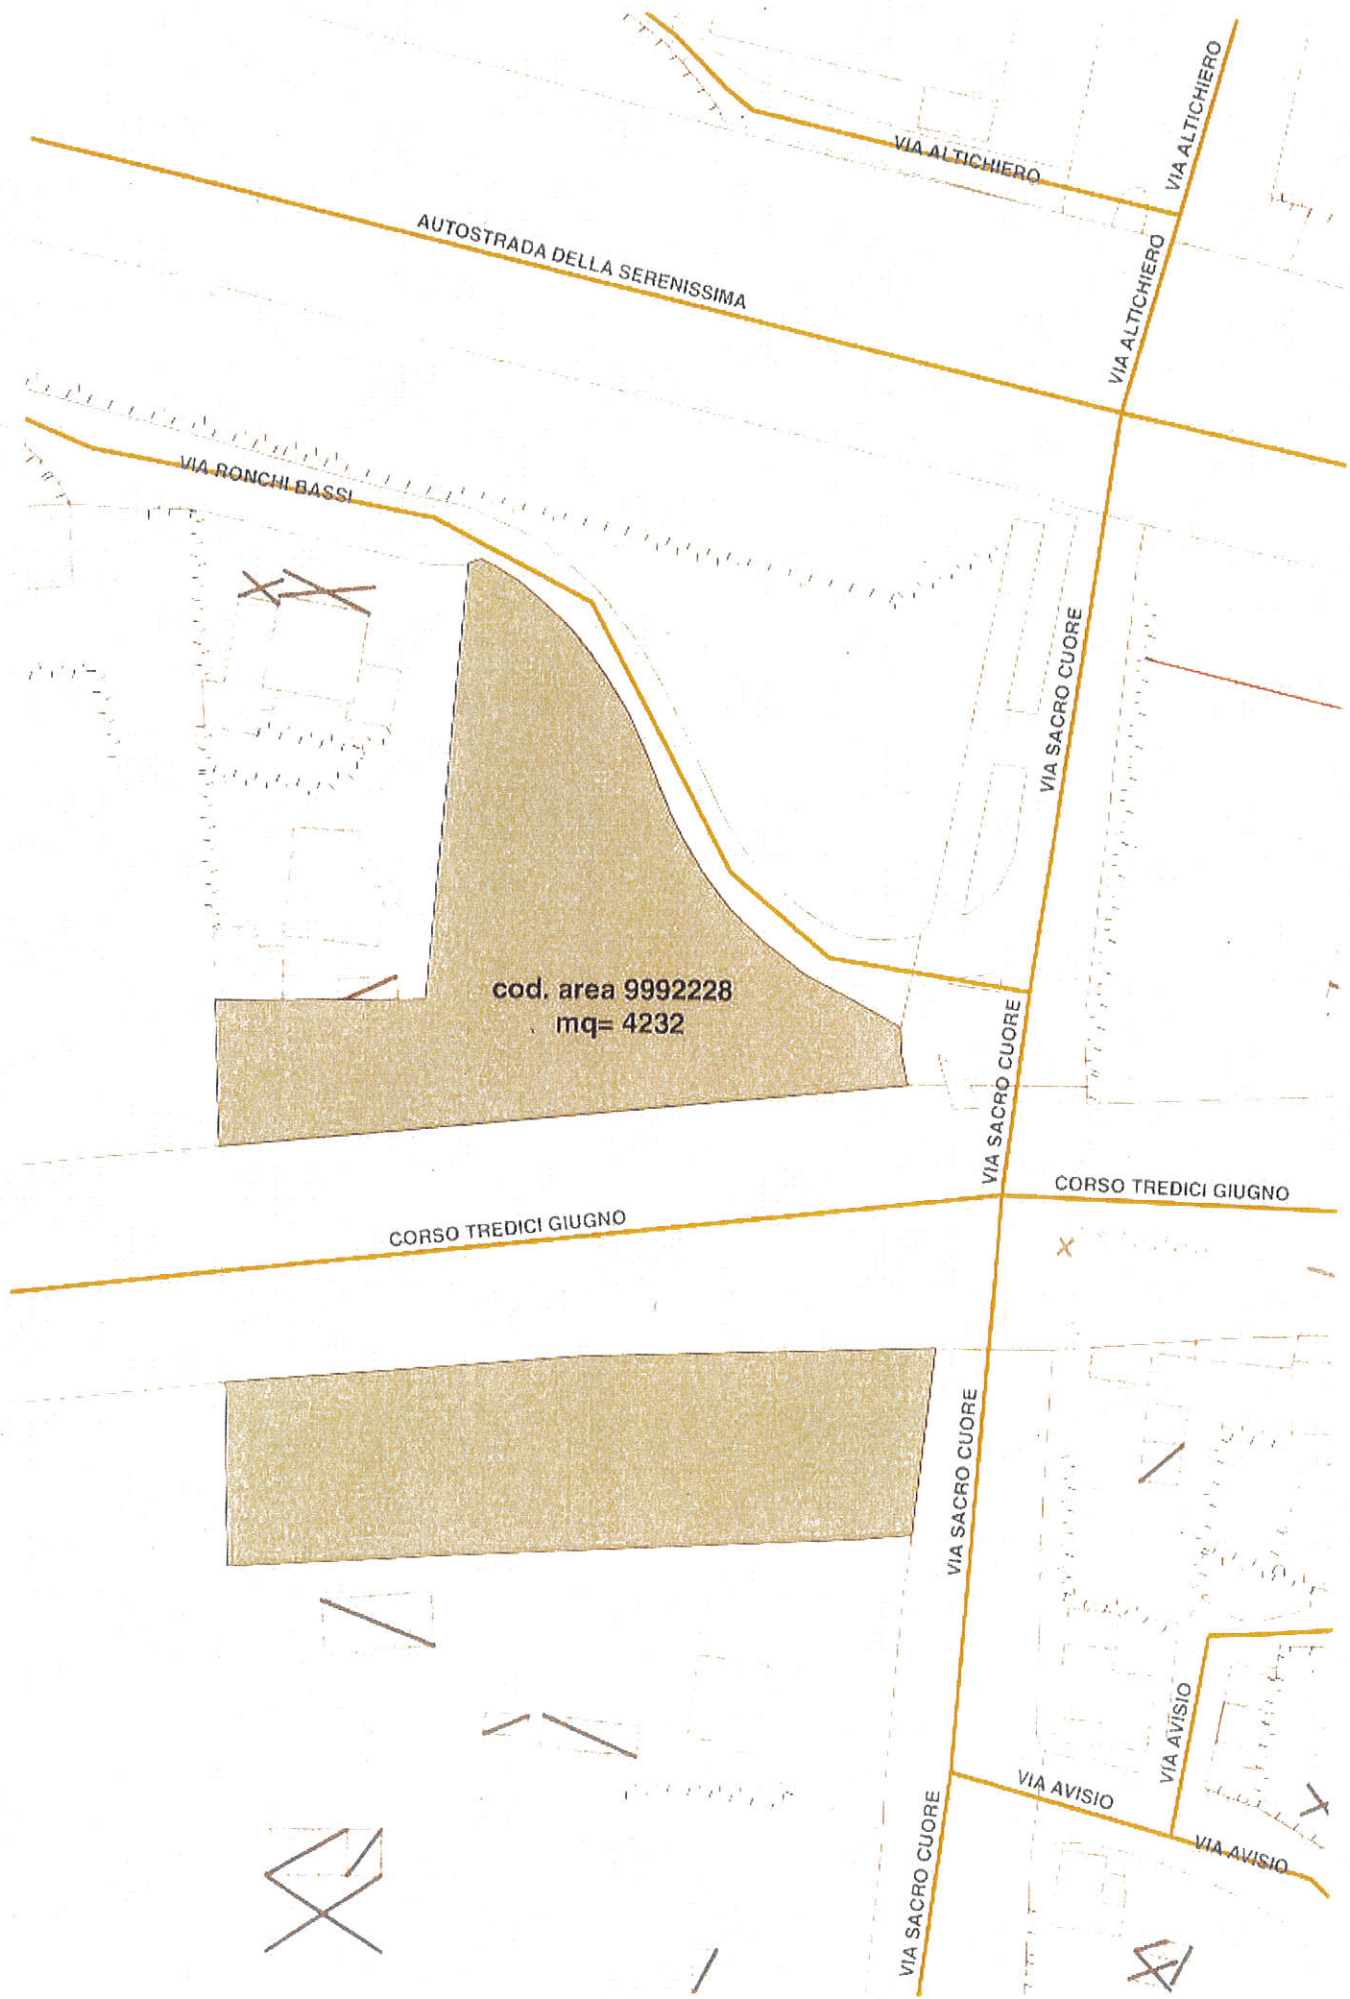 VIA ALTICHIERO
VIA ALTICHIERO
AUTOSTRADA DELLA SERENISSIMA
VIA ALTICHIERO
VIA RONCHI BASSI
VIA SACRO CUORE
cod. area 9992228
mq= 4232
VIA SACRO CUORE
CORSO TREDICI GIUGNO
CORSO TREDICI GIUGNO
VIA SACRO CUORE
VIA AVISIO
VIA AVISIO
VIA AVISIO
VIA SACRO CUORE